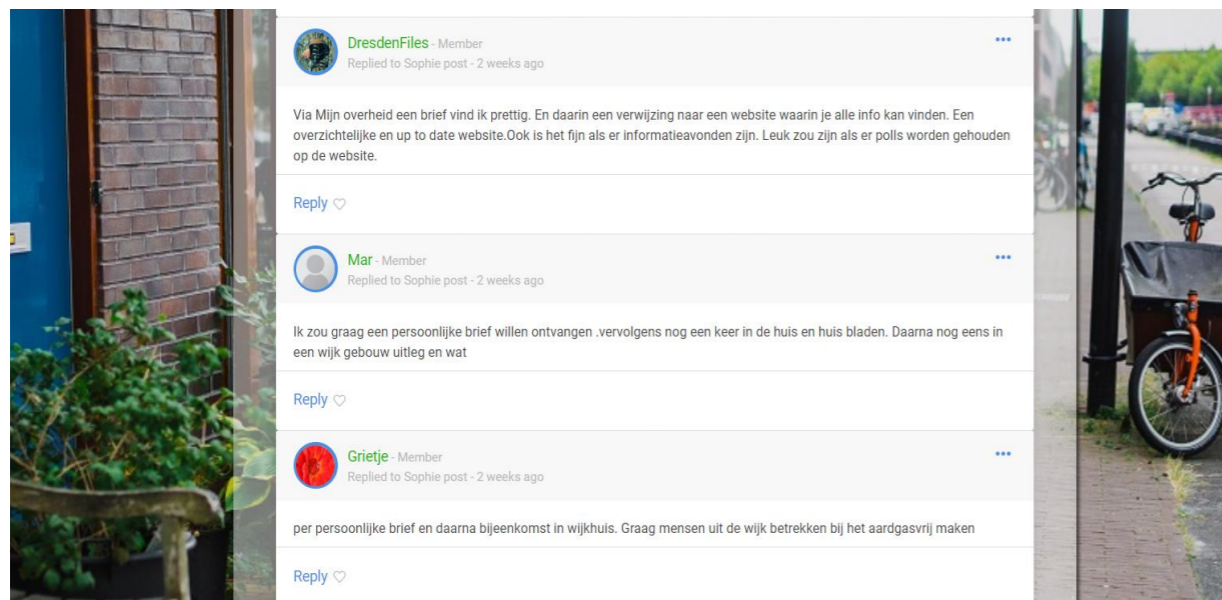 DresdenFiles - Member
Replied to Sophie post - 2 weeks ago
Via Mijn overheid een brief vind ik prettig. En daarin een verwijzing naar een website waarin je alle info kan vinden. Een
overzichtelijke en up to date website.Ook is het fijn als er informatieavonden zijn. Leuk zou zijn als er polls worden gehouden
op de website.
Reply
Mar - Member
Replied to Sophie post - 2 weeks ago
Ik zou graag een persoonlijke brief willen ontvangen .vervolgens nog een keer in de huis en huis bladen. Daarna nog eens in
een wijk gebouw uitleg en wat
Reply
Grietje - Member
Replied to Sophie post - 2 weeks ago
per persoonlijke brief en daarna bijeenkomst in wijkhuis. Graag mensen uit de wijk betrekken bij het aardgasvrij maken
Reply